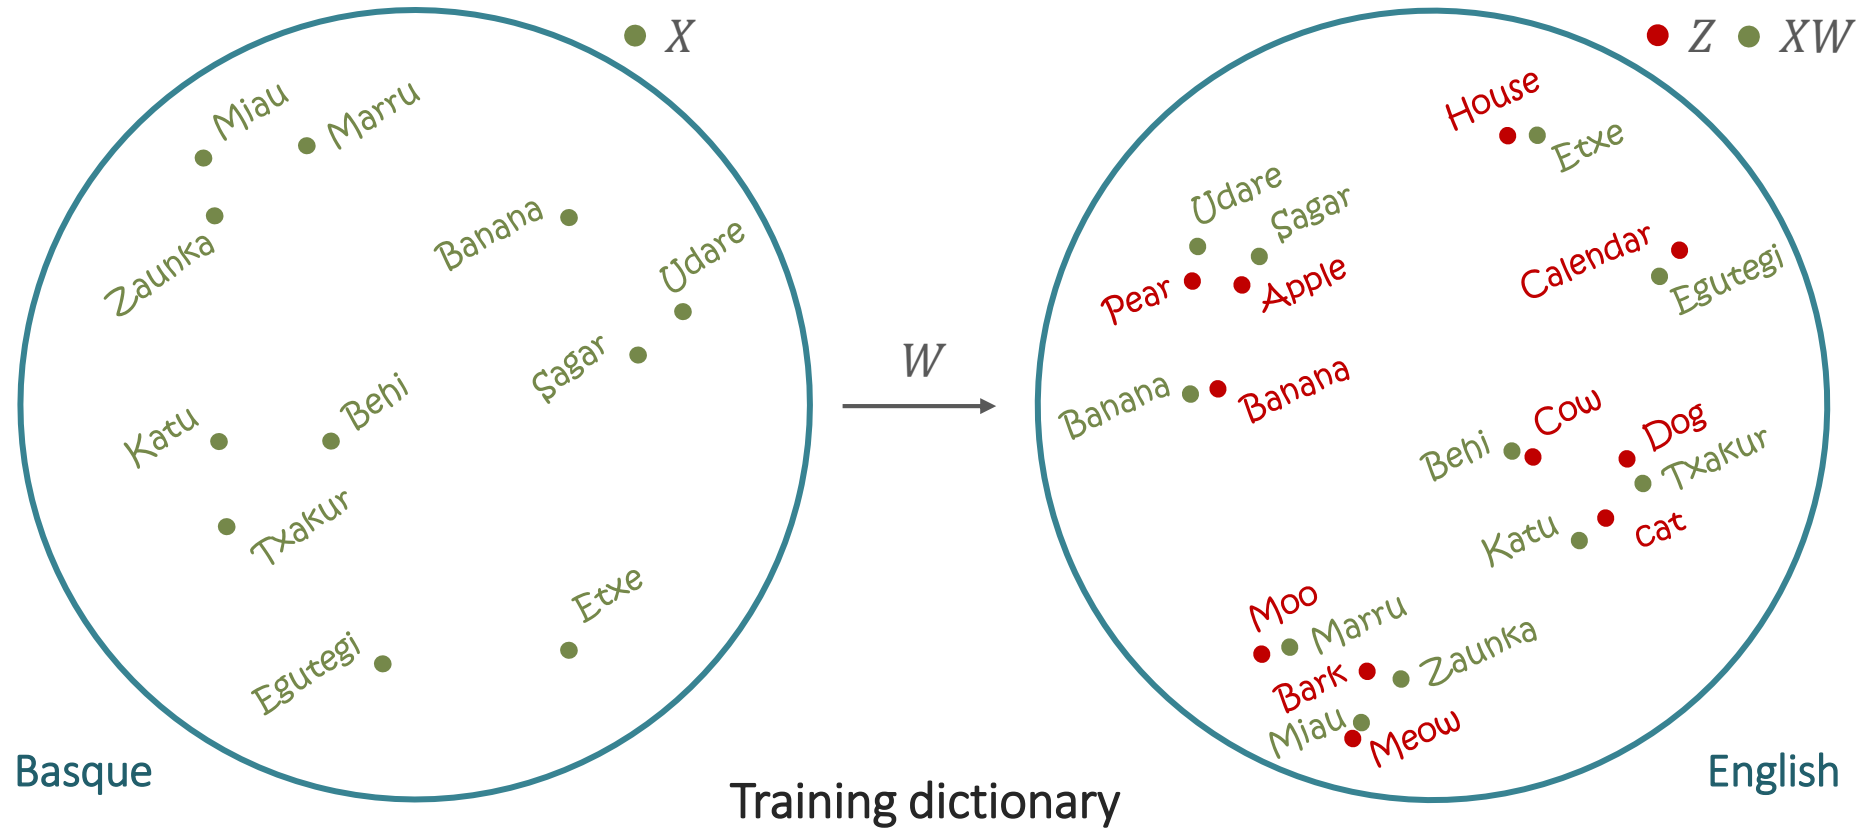 X
Miau
Marru
Zaunka
Banana
Udare
Sagar
Katu
Behi
Txakur
Etxe
Egutegi
Basque
W
Z XW
House
Etxe
Udare
Sagar
Calendar
Egutegi
Pear
Apple
Banana
Banana
Cow
Dog
Behi
Txakur
Katu
cat
Moo
Marru
Bark
Zaunka
Miau
Meow
English
Training dictionary